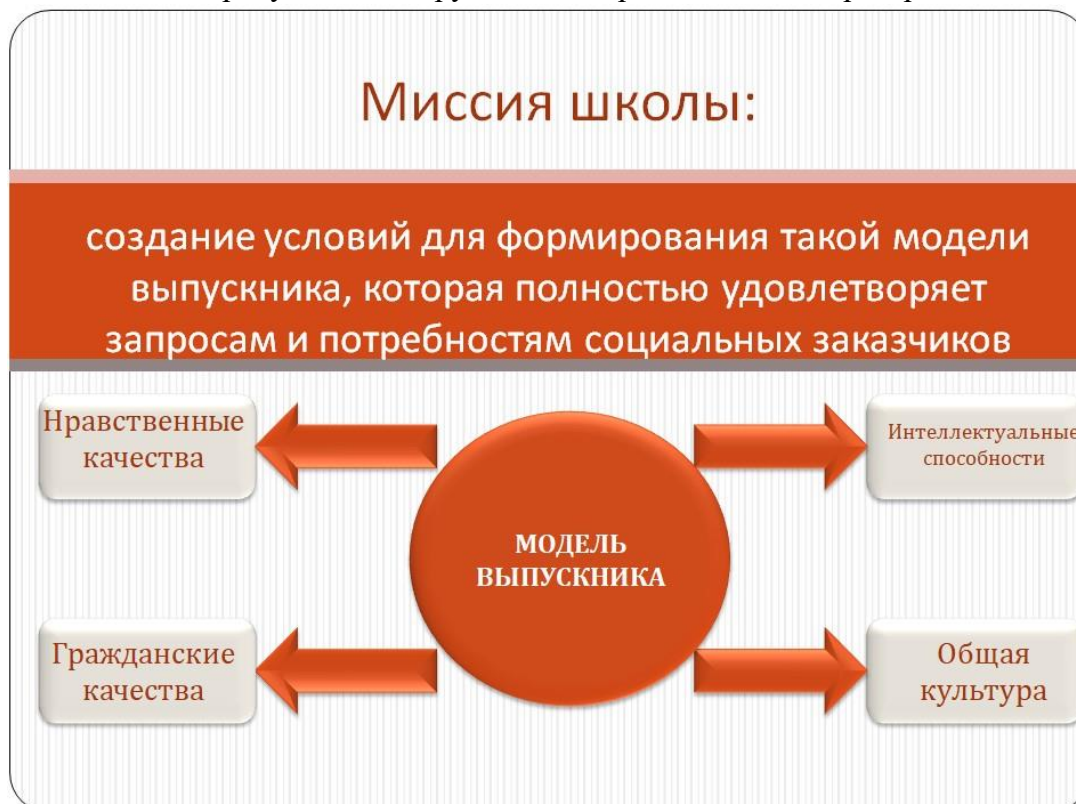 Миссия школы:
создание условий для формирования такой модели
выпускника, которая полностью удовлетворяет
запросам и потребностям социальных заказчиков
Нравственные
качества
Интеллектуальные
способности
МОДЕЛЬ
ВЫПУСКНИКА
Гражданские
качества
Общая
культура